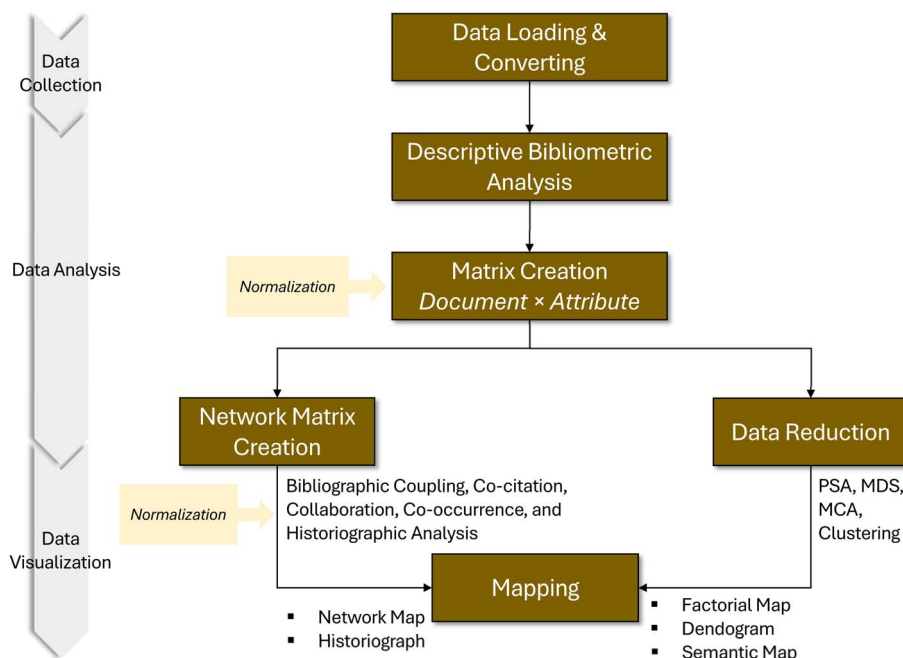 Data Loading &
Converting
Data
Collection
Descriptive Bibliometric
Analysis
Data Analysis
Normalization
Matrix Creation
Document × Attribute
Network Matrix
Creation
Data Reduction
Bibliographic Coupling, Co-citation,
Collaboration, Co-occurrence, and
Historiographic Analysis
PSA, MDS,
MCA,
Clustering
Normalization
Data
Visualization
Mapping
▪ Network Map
▪ Historiograph
▪ Factorial Map
▪ Dendogram
▪ Semantic Map